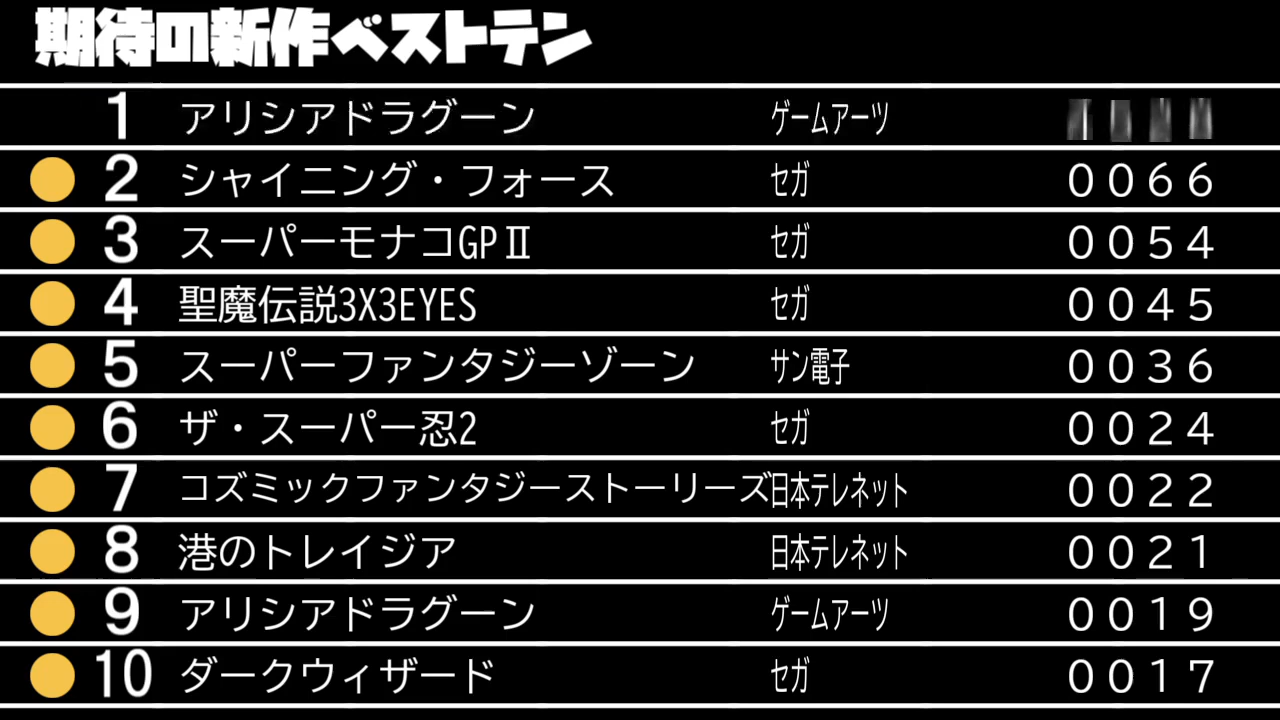 期待の新作ベストテン
1 アリシアドラグーン ゲームアーツ
2 シャイニング・フォース セガ 0066
3 スーパーモナコGPⅡ セガ 0054
4 聖魔伝説3X3EYES セガ 0045
5 スーパーファンタジーゾーン サン電子 0036
6 ザ・スーパー忍2 セガ 0024
7 コズミックファンタジーストーリーズ 日本テレネット 0022
8 港のトレイジア 日本テレネット 0021
9 アリシアドラグーン ゲームアーツ 0019
10 ダークウィザード セガ 0017